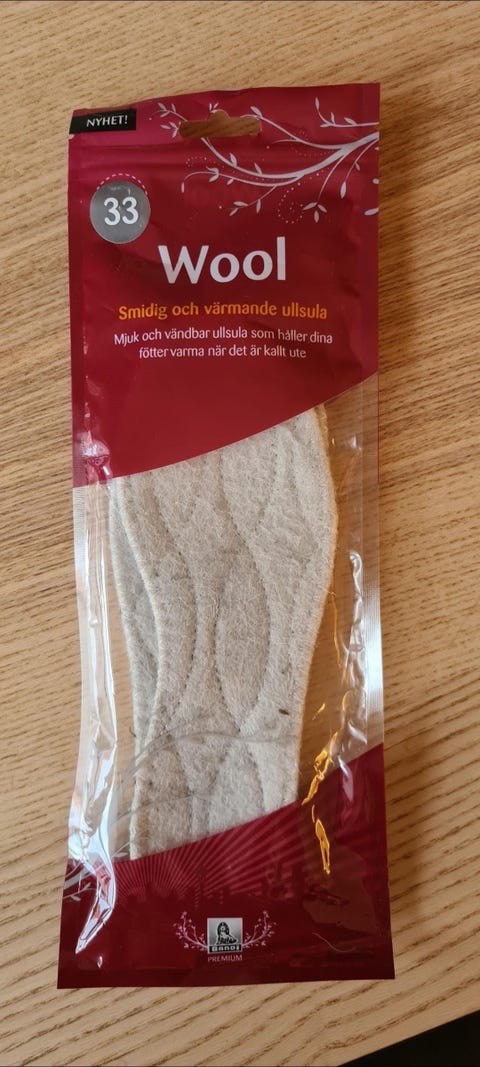 NYHET!
33
Wool
Smidig och värmande ullsula
Mjuk och vändbar ullsula som håller dina
fötter varma när det är kallt ute
BANDI
PREMIUM